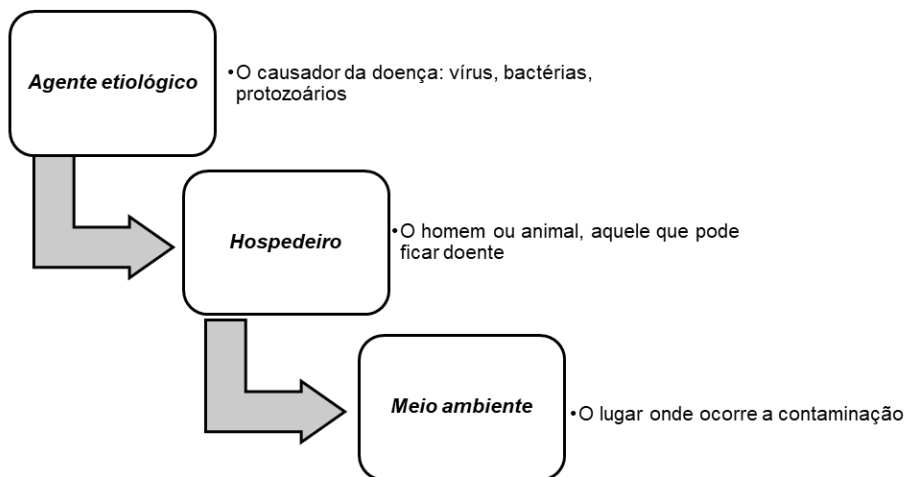 Agente etiológico
•O causador da doença: vírus, bactérias,
protozoários
Hospedeiro
•O homem ou animal, aquele que pode
ficar doente
Meio ambiente
•O lugar onde ocorre a contaminação